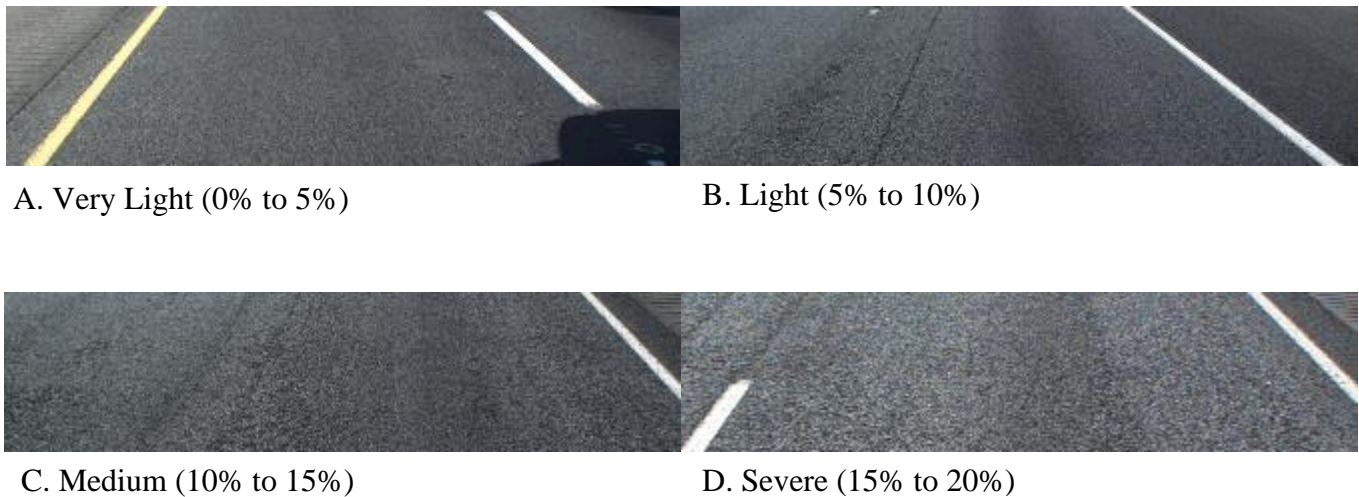 A. Very Light (0% to 5%)
B. Light (5% to 10%)
C. Medium (10% to 15%)
D. Severe (15% to 20%)